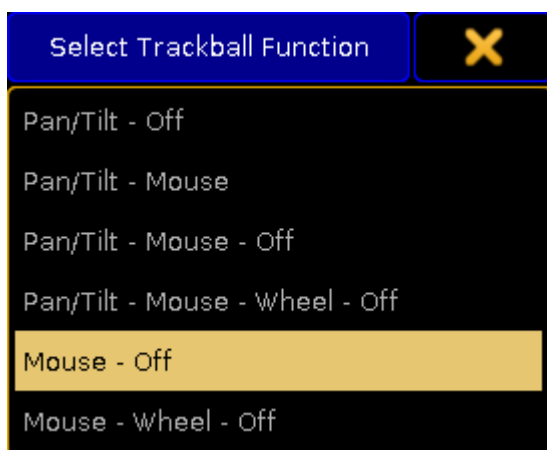 Select Trackball Function
Pan/Tilt - Off
Pan/Tilt - Mouse
Pan/Tilt - Mouse - Off
Pan/Tilt - Mouse - Wheel - Off
Mouse - Off
Mouse - Wheel - Off